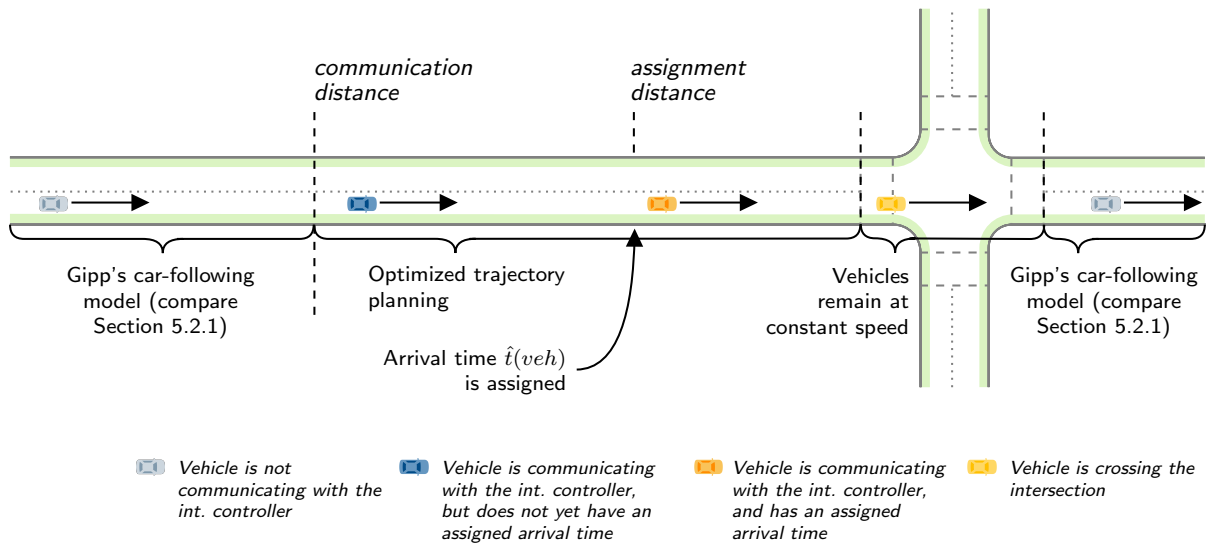 communication
distance
assignment
distance
Gipp's car-following
model (compare
Section 5.2.1)
Optimized trajectory
planning
Vehicles
remain at
constant speed
Gipp's car-following
model (compare
Section 5.2.1)
Arrival time t̂(veh)
is assigned
Vehicle is not
communicating with the
int. controller
Vehicle is communicating
with the int. controller,
but does not yet have an
assigned arrival time
Vehicle is communicating
with the int. controller,
and has an assigned
arrival time
Vehicle is crossing the
intersection